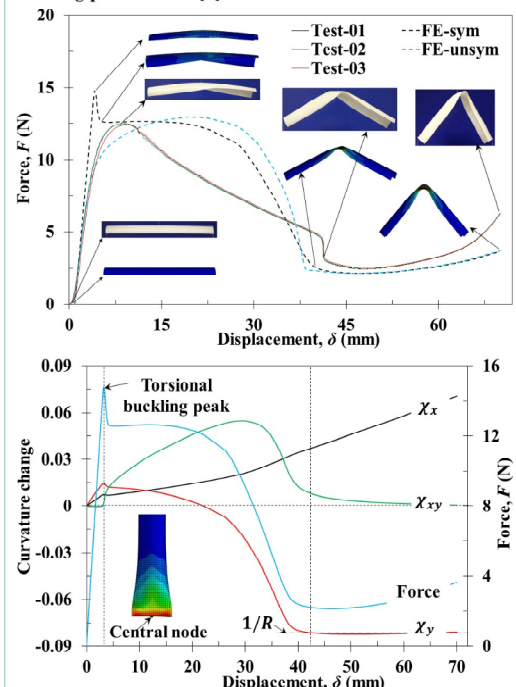 20
15
10
5
0
Force, F (N)
Test-01
Test-02
Test-03
FE-sym
FE-unsym
0 15 30 45 60
Displacement, δ (mm)
0.09
0.06
0.03
0
-0.03
-0.06
-0.09
Curvature change
Torsional
buckling peak
χx
χxy
Force
χy
1/R
Central node
16
12
8
4
0
Force, F (N)
0 10 20 30 40 50 60 70
Displacement, δ (mm)